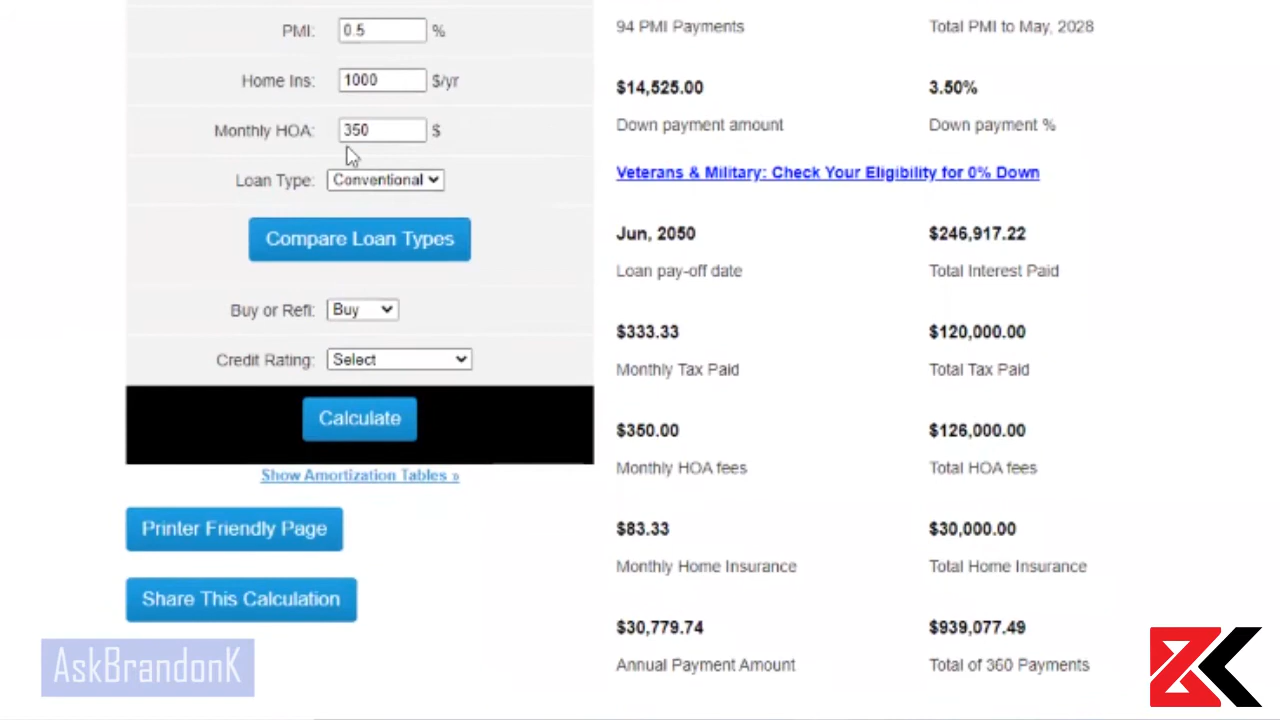 PMI: 0.5 %
Home Ins: 1000 $/yr
Monthly HOA: 350 $
Loan Type: Conventional
Compare Loan Types
Buy or Refi: Buy
Credit Rating: Select
Calculate
Show Amortization Tables »
Printer Friendly Page
Share This Calculation
AskBrandonK
94 PMI Payments Total PMI to May, 2028
$14,525.00 3.50%
Down payment amount Down payment %
Veterans & Military: Check Your Eligibility for 0% Down
Jun, 2050 $246,917.22
Loan pay-off date Total Interest Paid
$333.33 $120,000.00
Monthly Tax Paid Total Tax Paid
$350.00 $126,000.00
Monthly HOA fees Total HOA fees
$83.33 $30,000.00
Monthly Home Insurance Total Home Insurance
$30,779.74 $939,077.49
Annual Payment Amount Total of 360 Payments